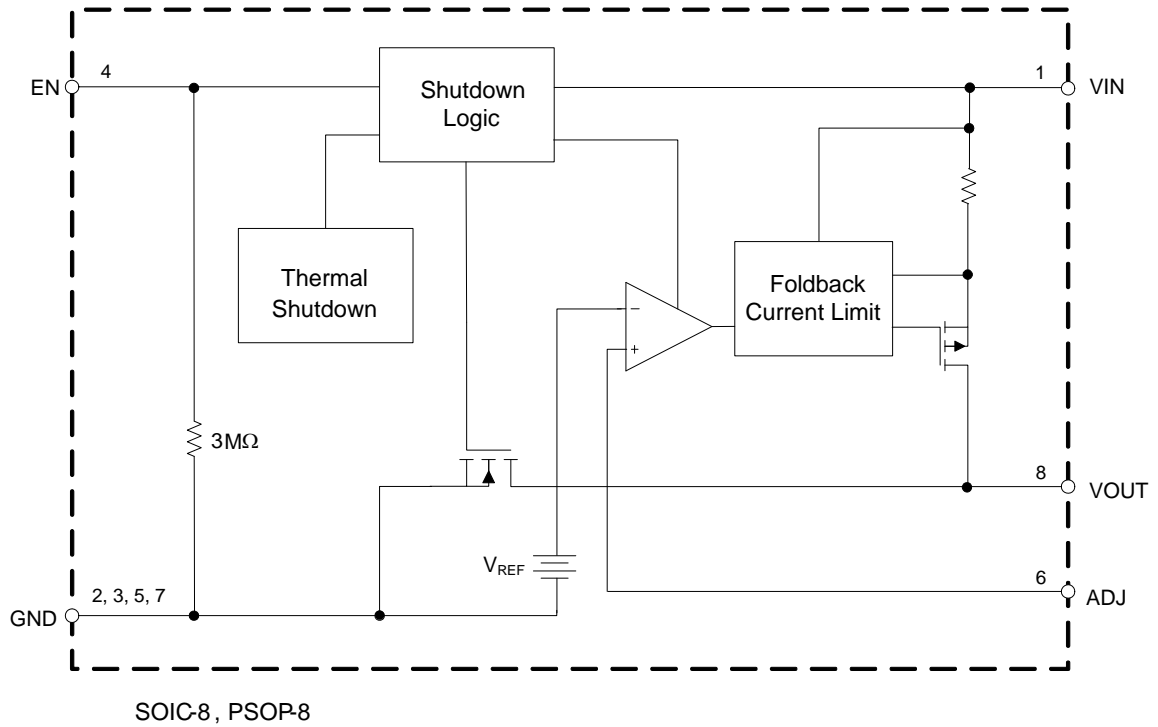 4
EN
Shutdown
Logic
1
VIN
Thermal
Shutdown
Foldback
Current Limit
−
+
3MΩ
8
VOUT
VREF
6
ADJ
2, 3, 5, 7
GND
SOIC-8, PSOP-8